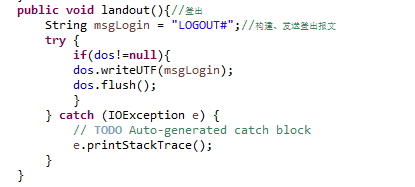 public void landout(){//登出
String msgLogin = "LOGOUT#";//构建、发送登出报文
try {
if(dos!=null){
dos.writeUTF(msgLogin);
dos.flush();
}
} catch (IOException e) {
// TODO Auto-generated catch block
e.printStackTrace();
}
}